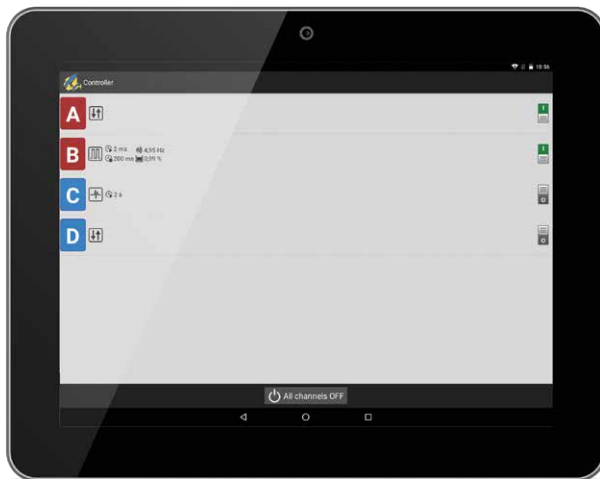 10:56
Controller
A
B
2 ms 4,95 Hz
200 ms 0,99 %
C
2 s
D
All channels OFF